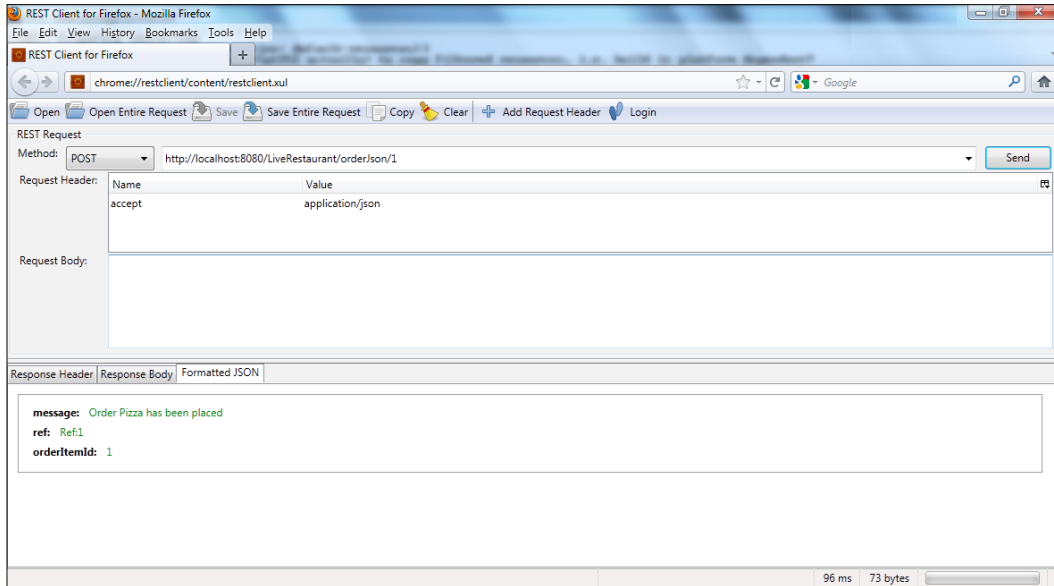 REST Client for Firefox - Mozilla Firefox
File Edit View History Bookmarks Tools Help
REST Client for Firefox +
chrome://restclient/content/restclient.xul Google
Open Open Entire Request Save Save Entire Request Copy Clear Add Request Header Login
REST Request
Method: POST http://localhost:8080/LiveRestaurant/orderJson/1 Send
Request Header: Name Value
accept application/json
Request Body:
Response Header Response Body Formatted JSON
message: Order Pizza has been placed
ref: Ref:1
orderItemId: 1
96 ms 73 bytes